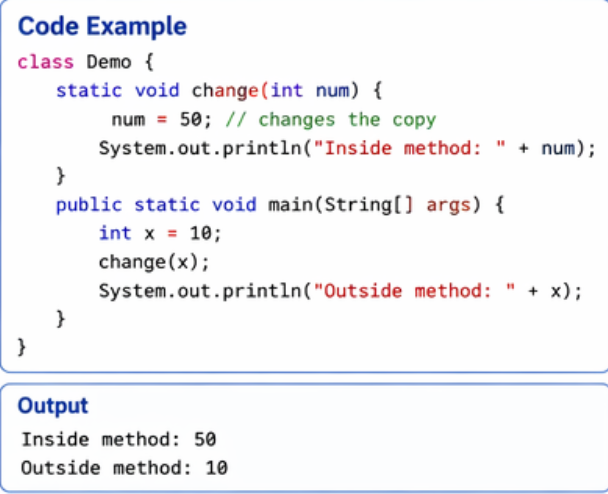 Code Example
class Demo {
    static void change(int num) {
         num = 50; // changes the copy
        System.out.println("Inside method: " + num);
    }
    public static void main(String[] args) {
        int x = 10;
        change(x);
        System.out.println("Outside method: " + x);
    }
}
Output
Inside method: 50
Outside method: 10